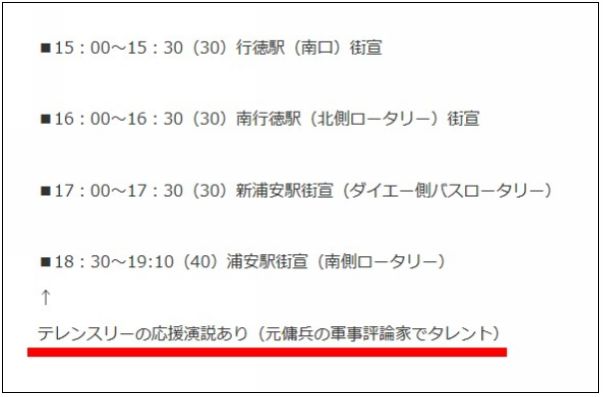 ■15：00～15：30（30）行徳駅（南口）街宣
■16：00～16：30（30）南行徳駅（北側ロータリー）街宣
■17：00～17：30（30）新浦安駅街宣（ダイエー側バスロータリー）
■18：30～19:10（40）浦安駅街宣（南側ロータリー）
↑
テレンスリーの応援演説あり（元傭兵の軍事評論家でタレント）